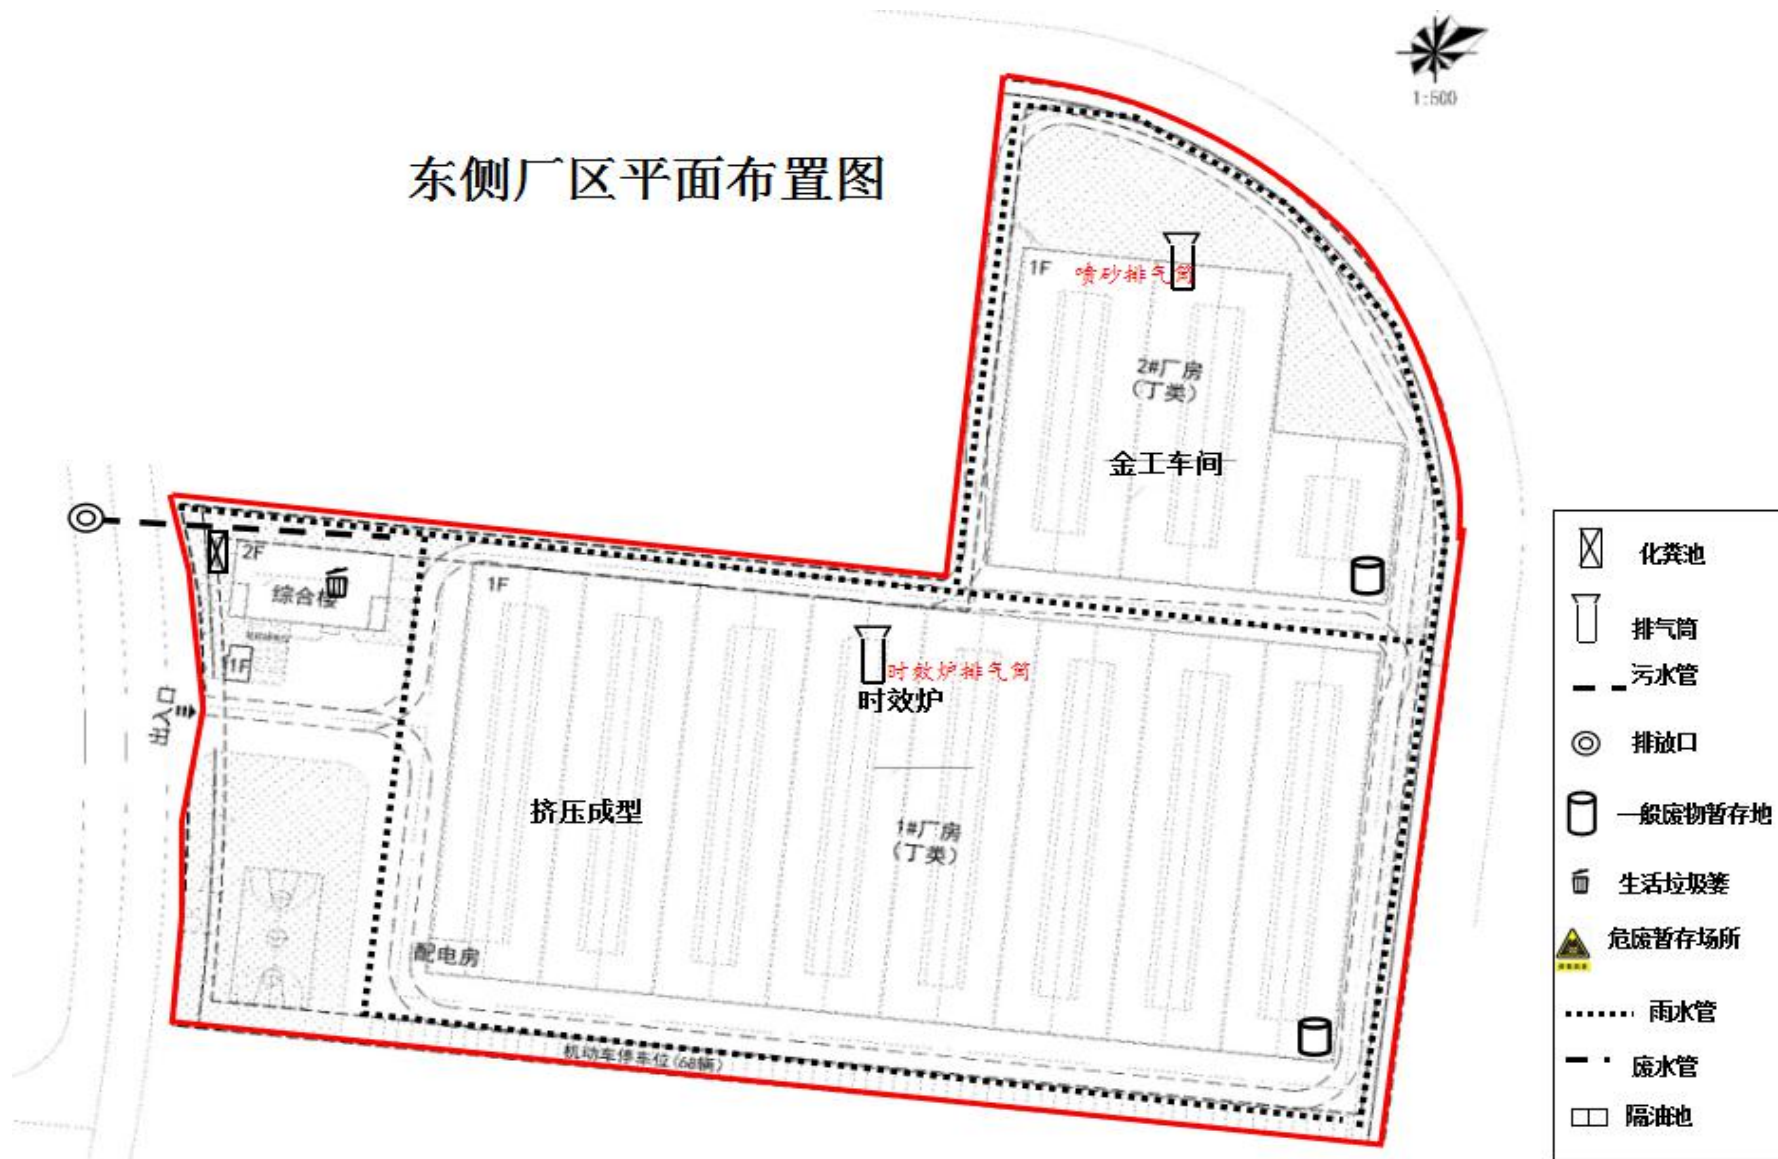 1:500
东侧厂区平面布置图
1F
喷砂排气筒
2#厂房
(丁类)
金工车间
2F
综合楼
1F
1F
时效炉排气筒
时效炉
出入口
挤压成型
1#厂房
(丁类)
配电房
机动车停车位(68辆)
化粪池
排气筒
污水管
排放口
一般废物暂存地
生活垃圾篓
危废暂存场所
雨水管
废水管
隔油池